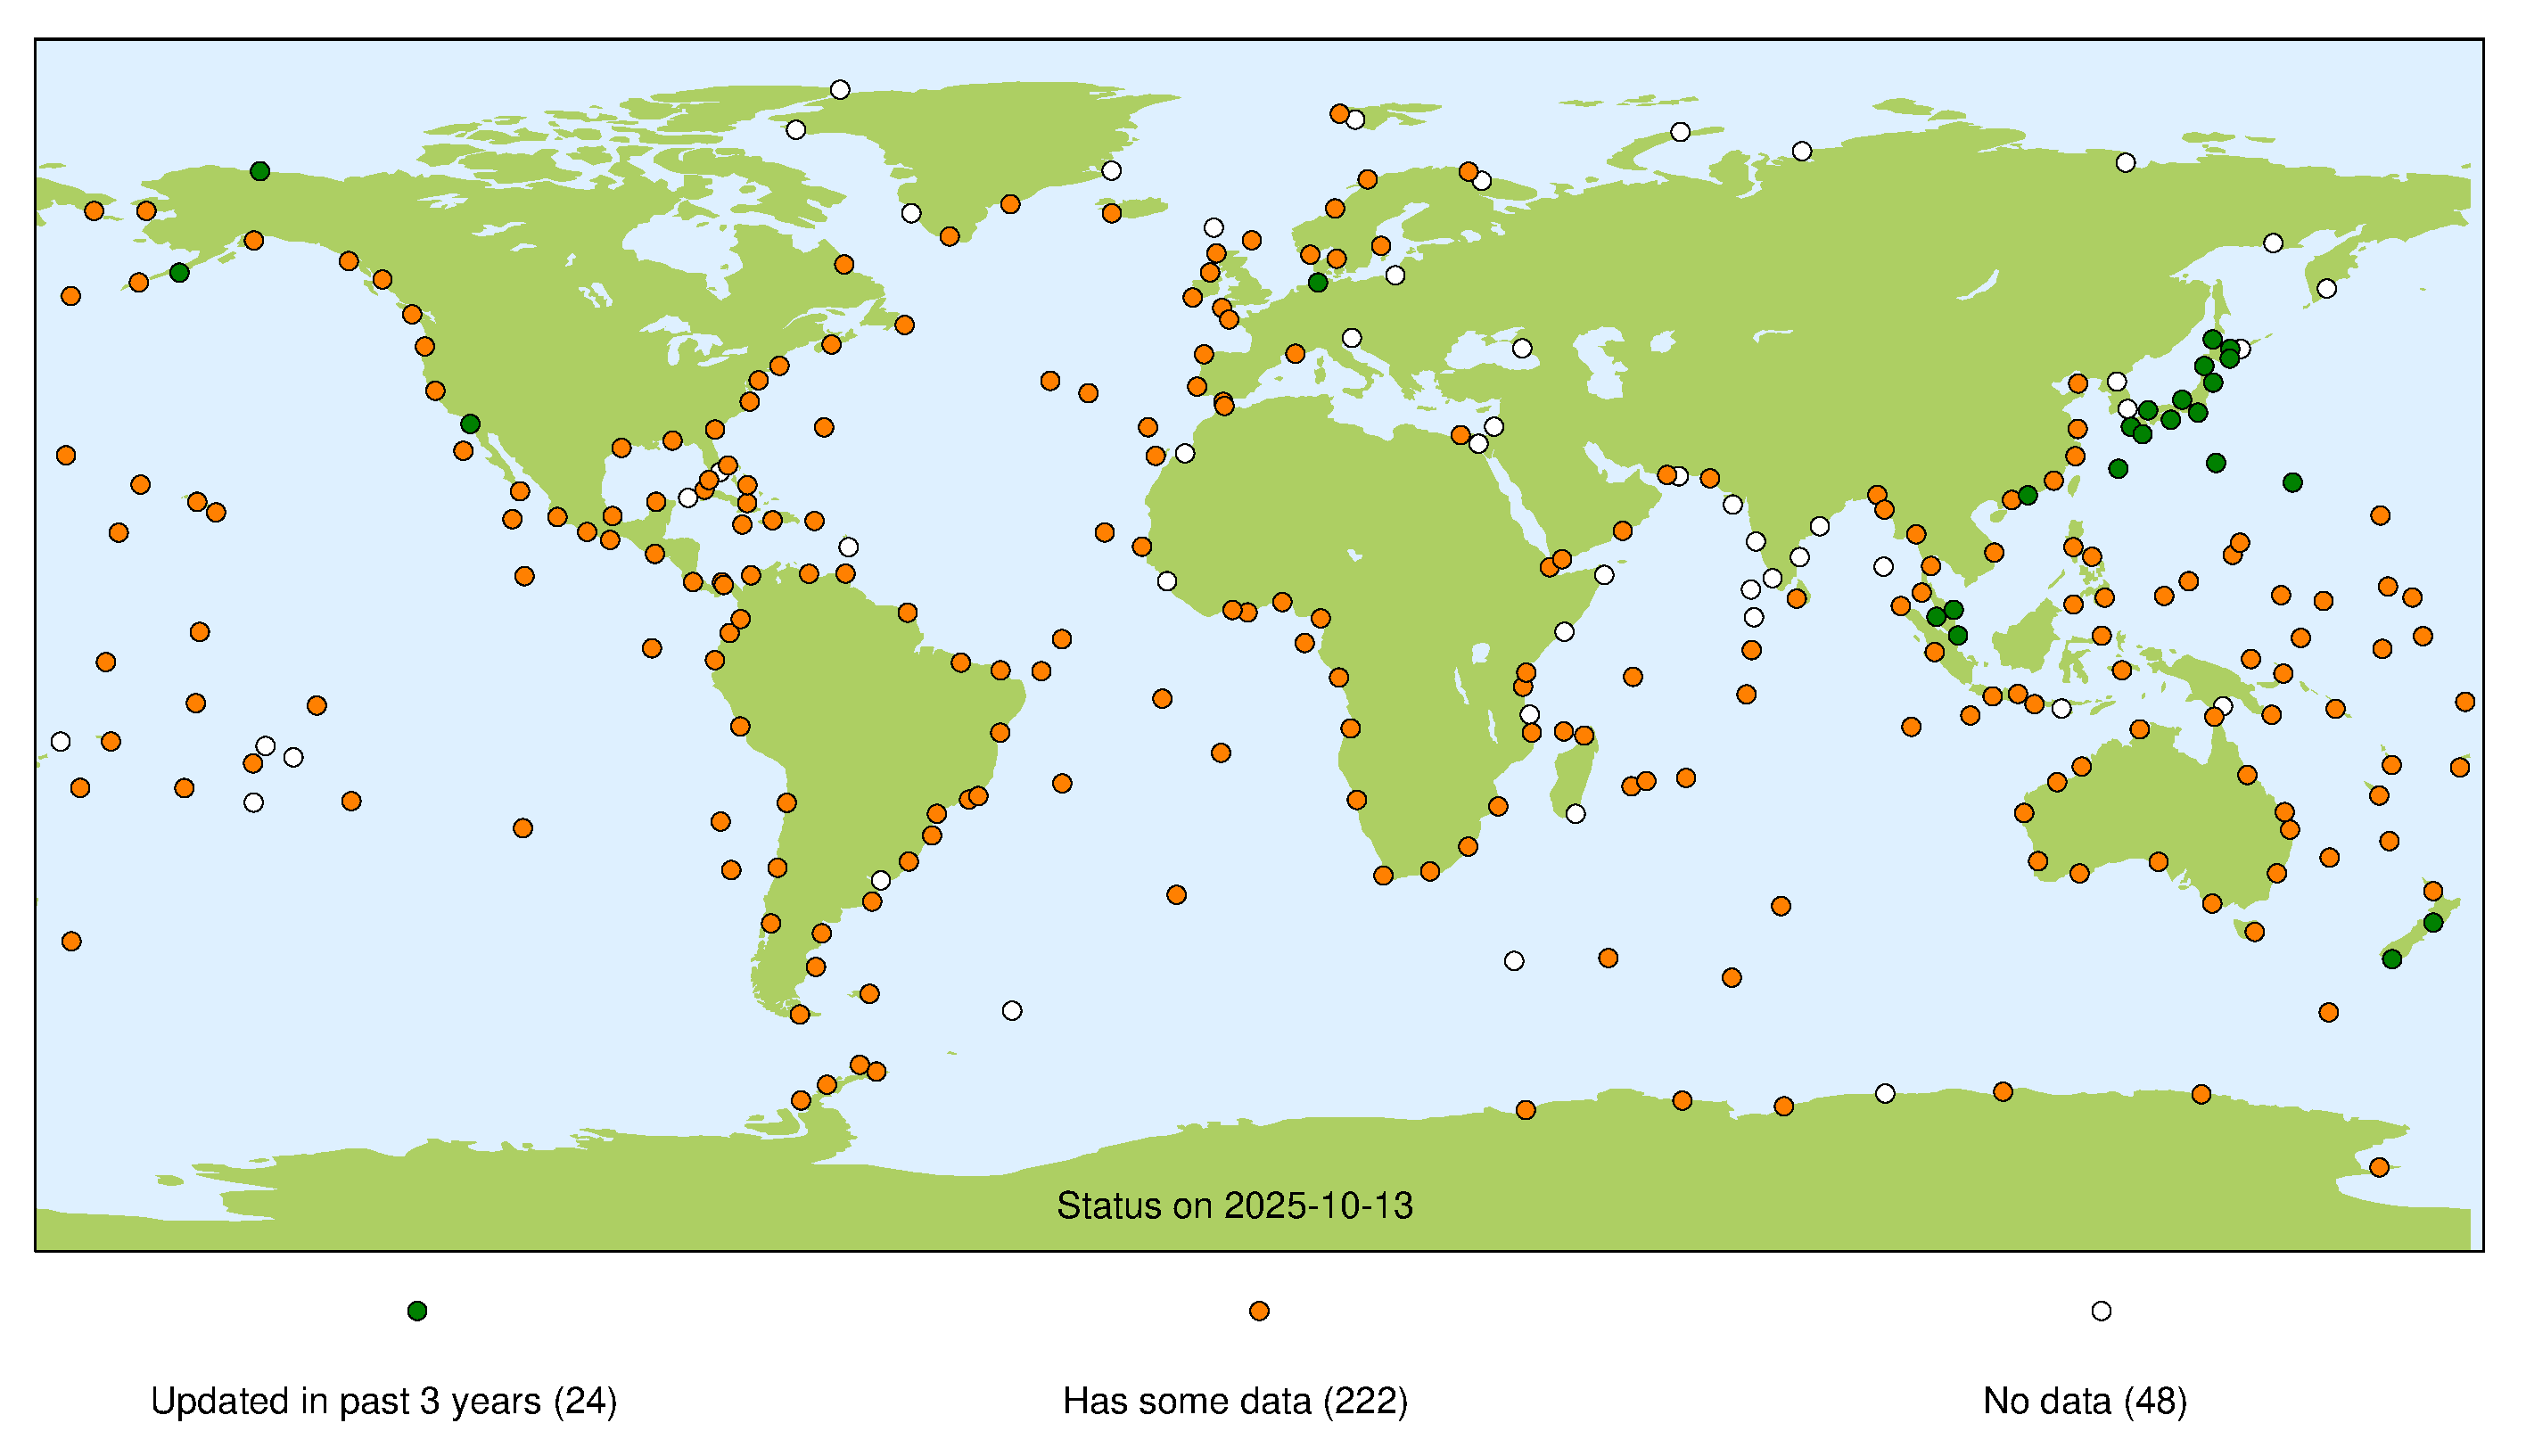 Status on 2025-10-13
Updated in past 3 years (24)
Has some data (222)
No data (48)